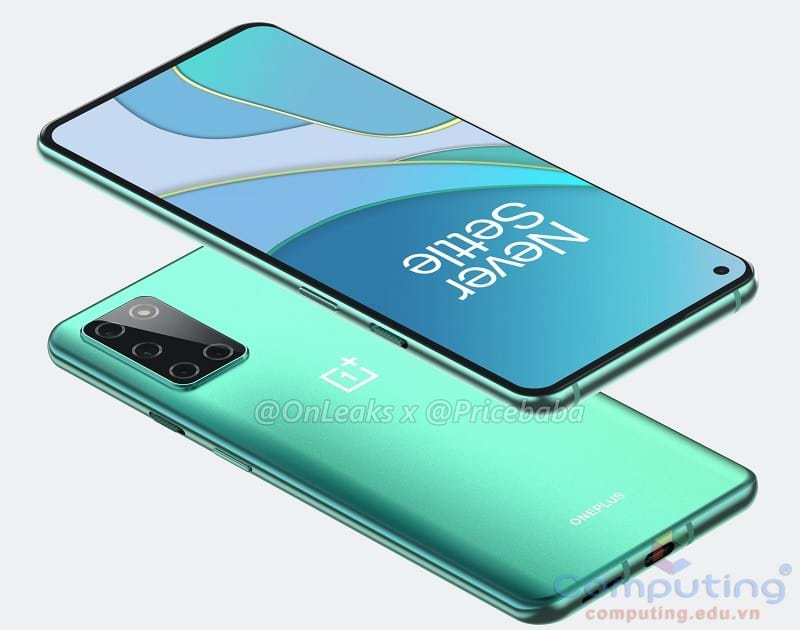 Never
Settle
@OnLeaks x @Pricebaba
ONEPLUS
Computing®
computing.edu.vn